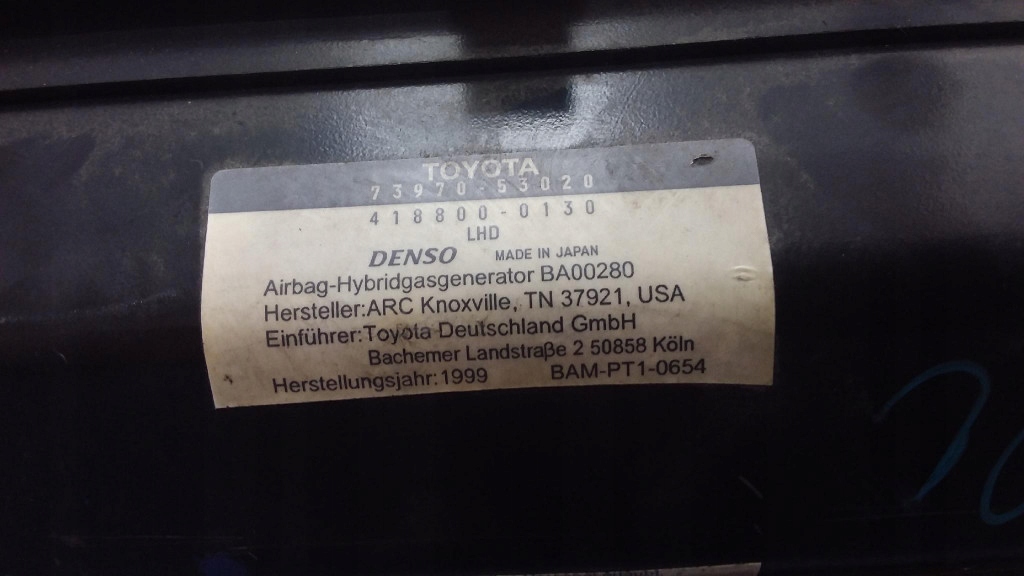 TOYOTA
73970-53020
418800-0130
LHD
DENSO MADE IN JAPAN
Airbag-Hybridgasgenerator BA00280
Hersteller:ARC Knoxville, TN 37921, USA
Einführer:Toyota Deutschland GmbH
Bachemer Landstraße 2 50858 Köln
Herstellungsjahr:1999 BAM-PT1-0654